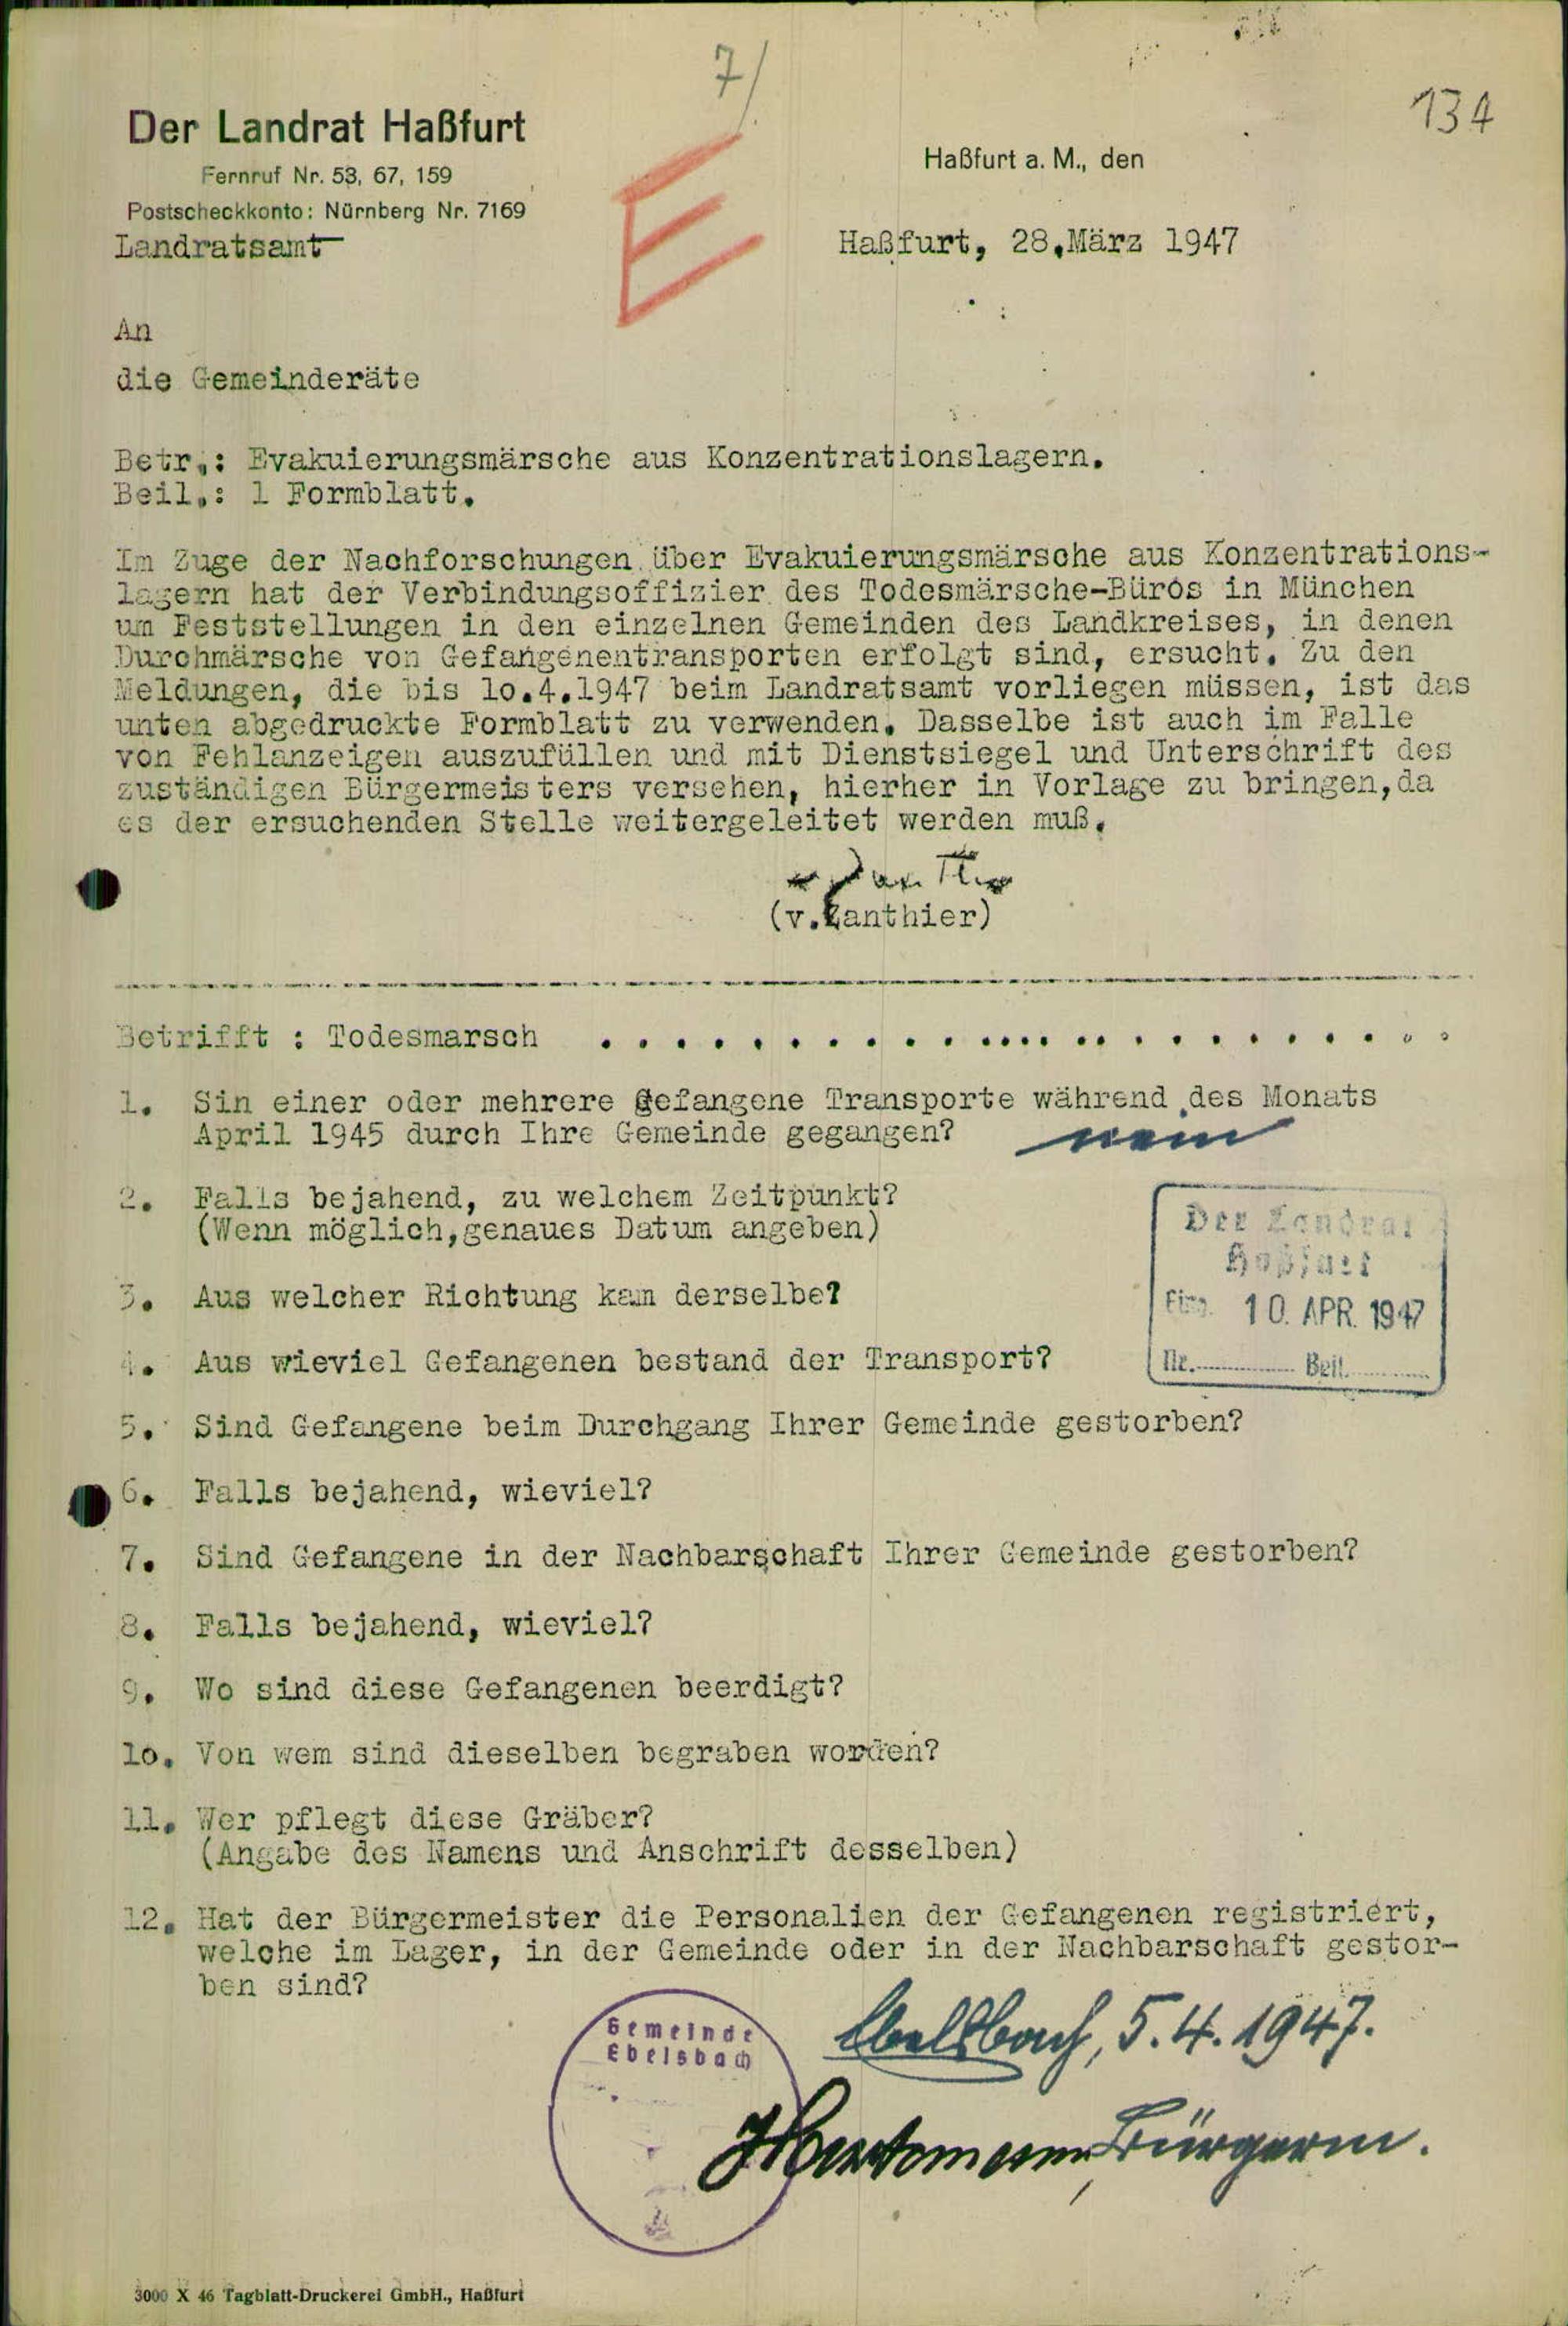 7/
134
Der Landrat Haßfurt
Fernruf Nr. 53, 67, 159
Postscheckkonto: Nürnberg Nr. 7169
Landratsamt
E
Haßfurt a. M., den
Haßfurt, 28.März 1947
An
die Gemeinderäte
Betr.: Evakuierungsmärsche aus Konzentrationslagern.
Beil.: 1 Formblatt.
Im Zuge der Nachforschungen über Evakuierungsmärsche aus Konzentrations-
lagern hat der Verbindungsoffizier des Todesmärsche-Büros in München
um Feststellungen in den einzelnen Gemeinden des Landkreises, in denen
Durchmärsche von Gefangenentransporten erfolgt sind, ersucht. Zu den
Meldungen, die bis 1o.4.1947 beim Landratsamt vorliegen müssen, ist das
unten abgedruckte Formblatt zu verwenden. Dasselbe ist auch im Falle
von Fehlanzeigen auszufüllen und mit Dienstsiegel und Unterschrift des
zuständigen Bürgermeisters versehen, hierher in Vorlage zu bringen,da
es der ersuchenden Stelle weitergeleitet werden muß.
(v.Zanthier)
Betrifft : Todesmarsch ................................
1. Sin einer oder mehrere gefangene Transporte während des Monats
April 1945 durch Ihre Gemeinde gegangen? nein
2. Falls bejahend, zu welchem Zeitpunkt?
(Wenn möglich,genaues Datum angeben)
Der Landrat
Haßfurt
Eing. 10. APR. 1947
Nr. Beil.
3. Aus welcher Richtung kam derselbe?
4. Aus wieviel Gefangenen bestand der Transport?
5. Sind Gefangene beim Durchgang Ihrer Gemeinde gestorben?
6. Falls bejahend, wieviel?
7. Sind Gefangene in der Nachbarschaft Ihrer Gemeinde gestorben?
8. Falls bejahend, wieviel?
9. Wo sind diese Gefangenen beerdigt?
1o. Von wem sind dieselben begraben worden?
11. Wer pflegt diese Gräber?
(Angabe des Namens und Anschrift desselben)
12. Hat der Bürgermeister die Personalien der Gefangenen registriert,
welche im Lager, in der Gemeinde oder in der Nachbarschaft gestor-
ben sind?
Gemeinde
Ebelsbach
Ebelsbach, 5.4.1947.
Hartmann, Bürgerm.
3000 X 46 Tagblatt-Druckerei GmbH., Haßfurt